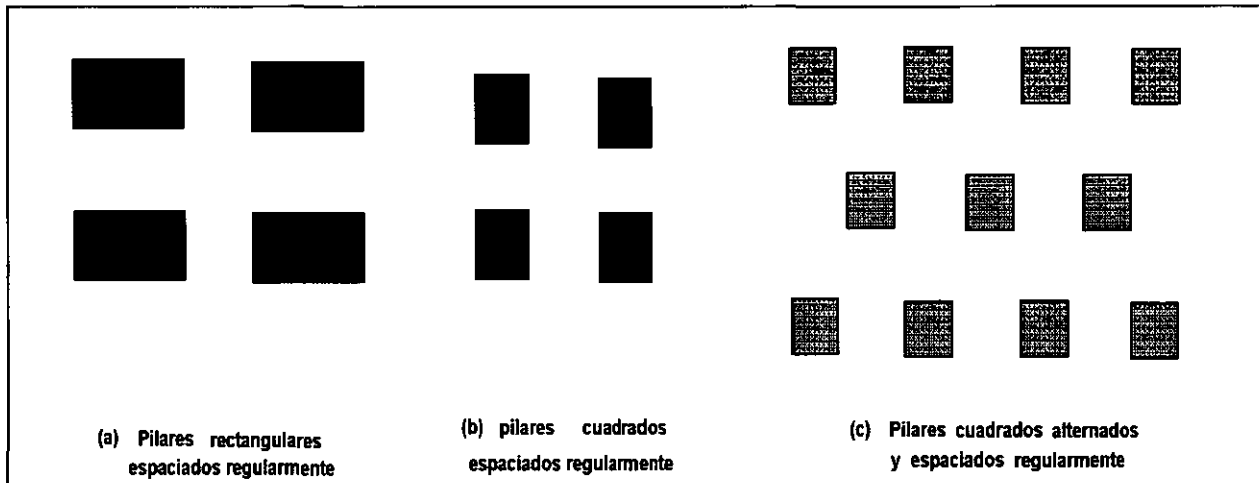 (a) Pilares rectangulares
espaciados regularmente
(b) pilares cuadrados
espaciados regularmente
(c) Pilares cuadrados alternados
y espaciados regularmente